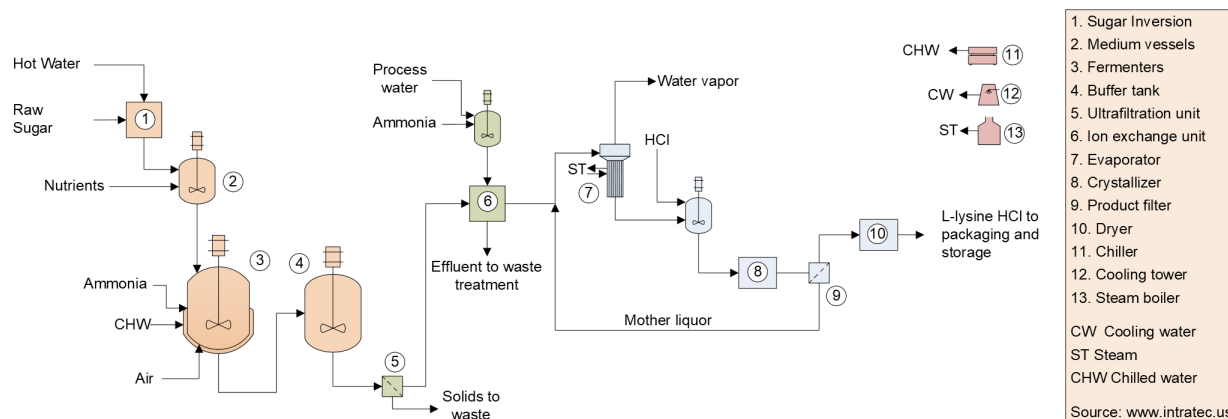 Hot Water
Raw
Sugar
1
Nutrients
2
3
Ammonia
CHW
Air
4
5
Solids to
waste
Process
water
Ammonia
6
Effluent to waste
treatment
Water vapor
ST
7
HCl
8
9
Mother liquor
10
L-lysine HCl to
packaging and
storage
CHW
11
CW
12
ST
13
1. Sugar Inversion
2. Medium vessels
3. Fermenters
4. Buffer tank
5. Ultrafiltration unit
6. Ion exchange unit
7. Evaporator
8. Crystallizer
9. Product filter
10. Dryer
11. Chiller
12. Cooling tower
13. Steam boiler
CW Cooling water
ST Steam
CHW Chilled water
Source: www.intratec.us